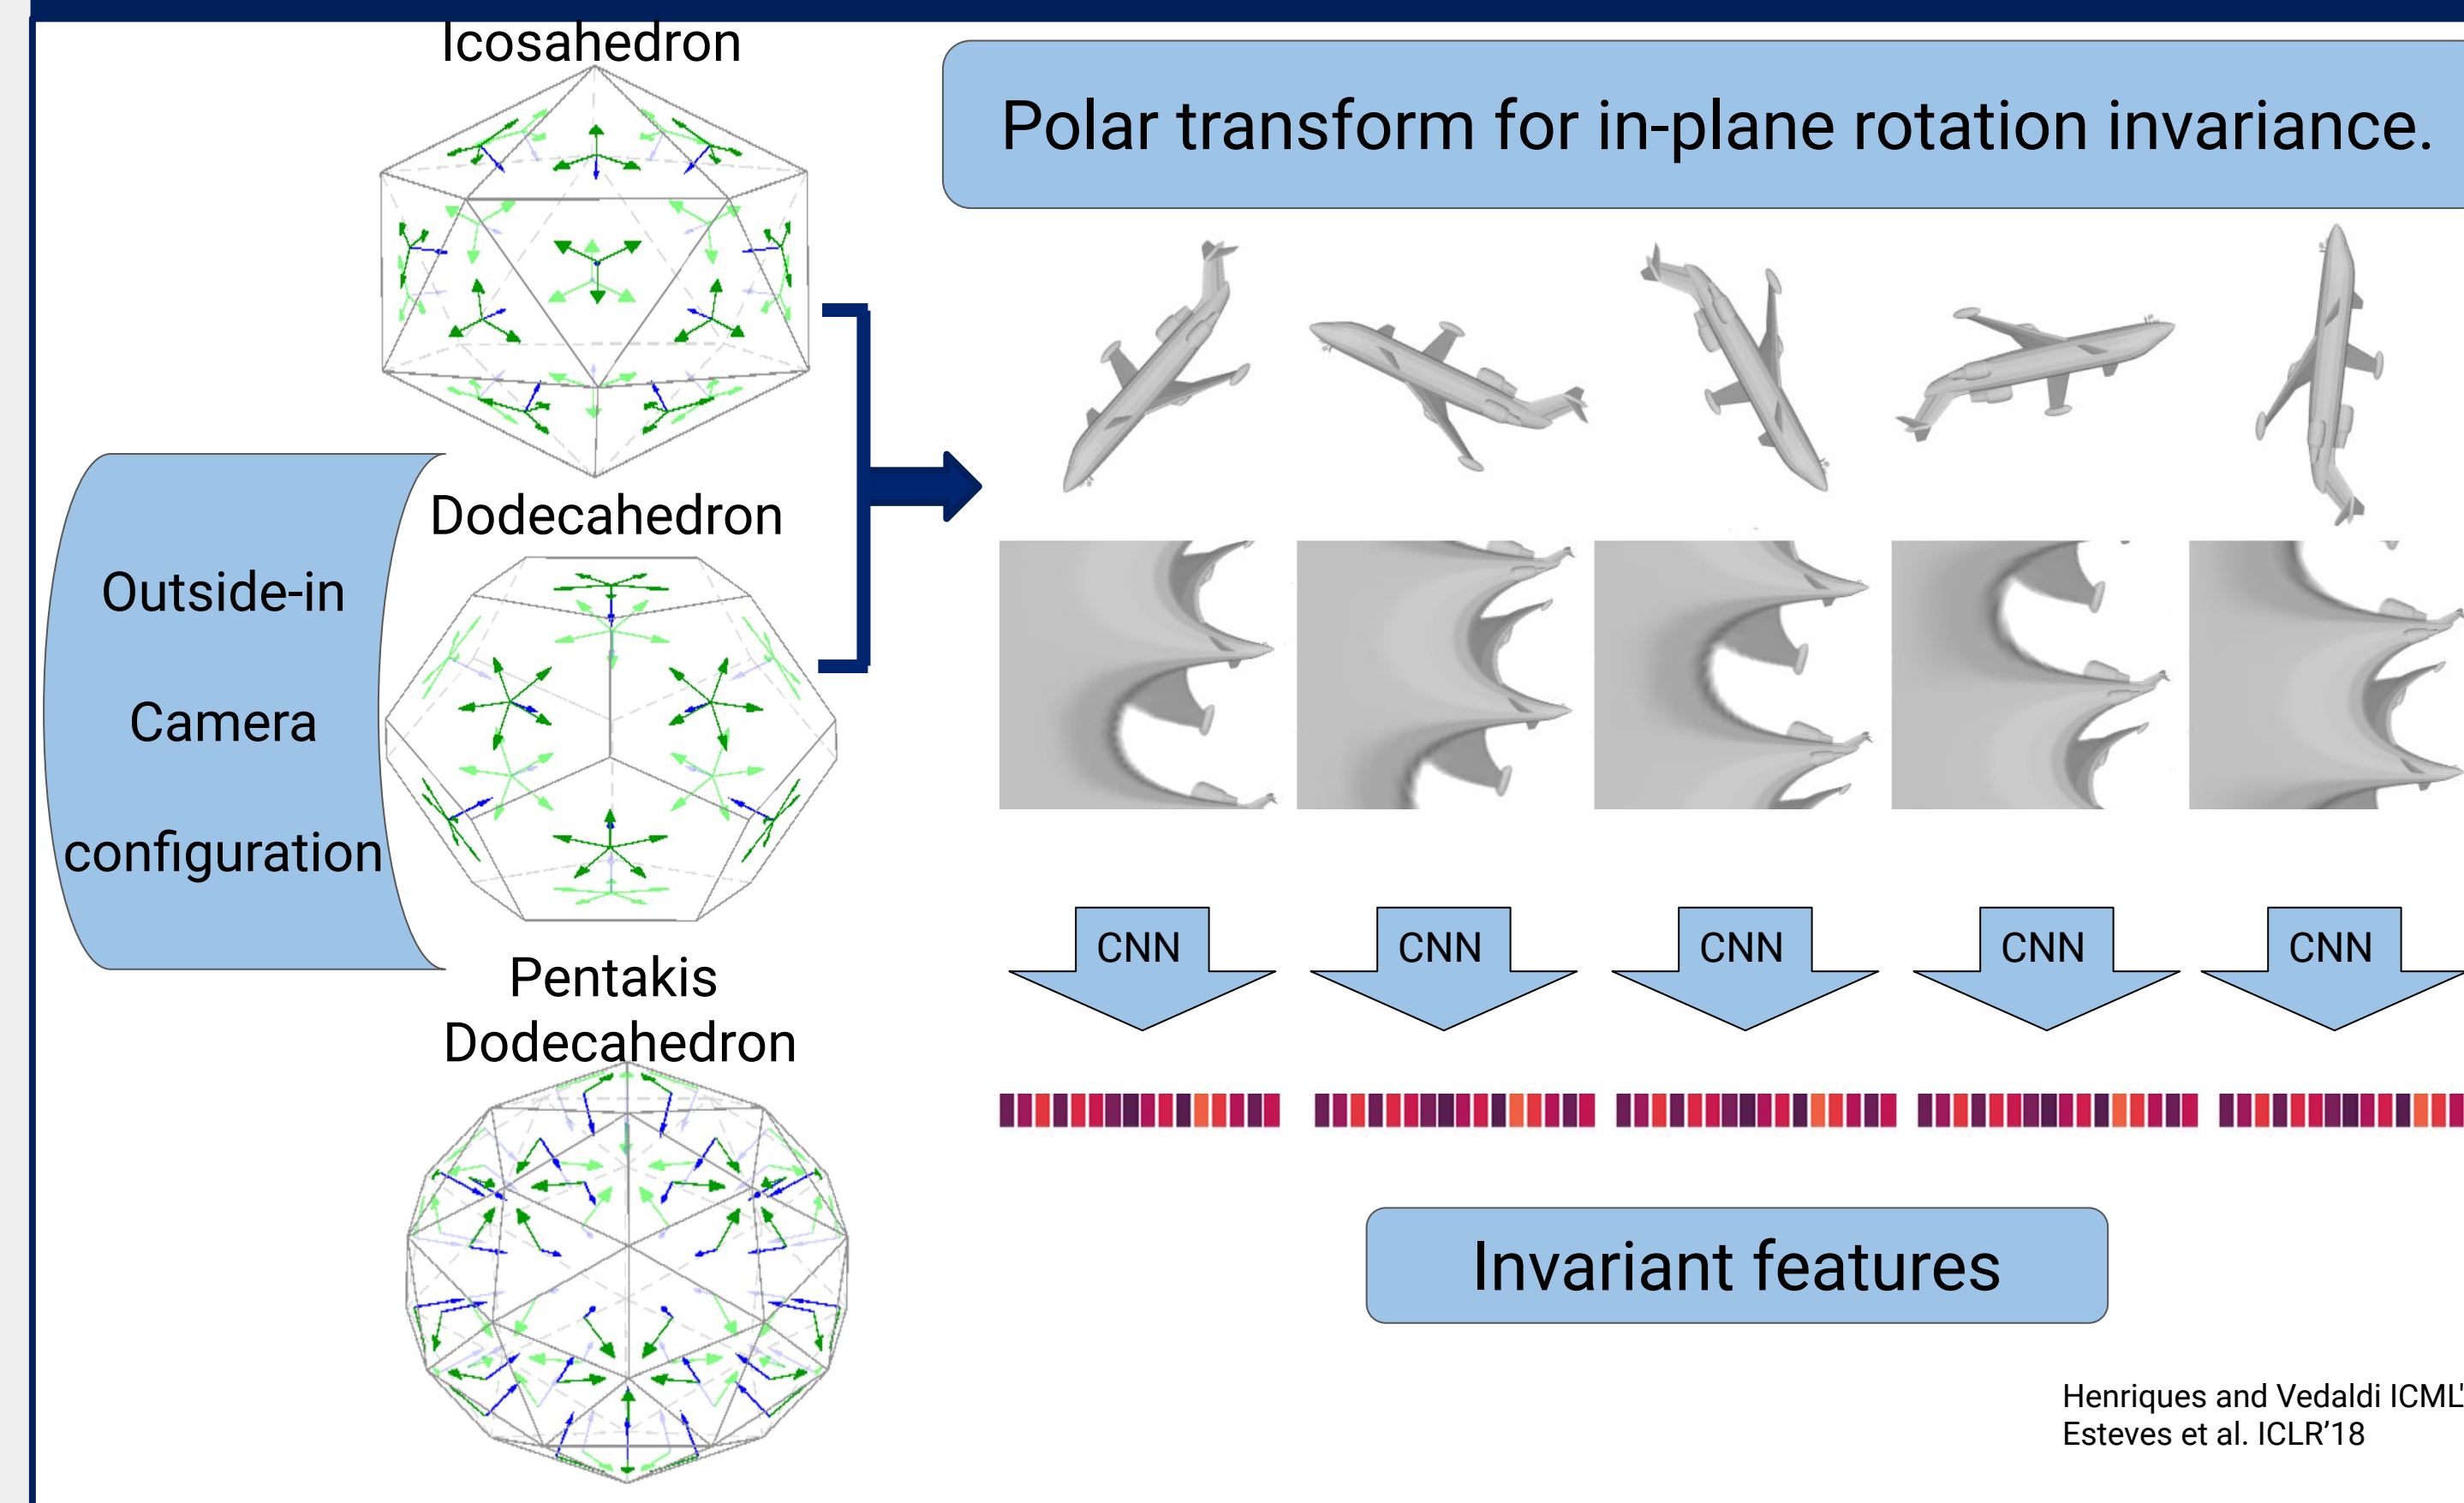 Icosahedron
Polar transform for in-plane rotation invariance.
Dodecahedron
Outside-in
Camera
configuration
Pentakis
Dodecahedron
CNN
CNN
CNN
CNN
CNN
Invariant features
Henriques and Vedaldi ICML'
Esteves et al. ICLR’18